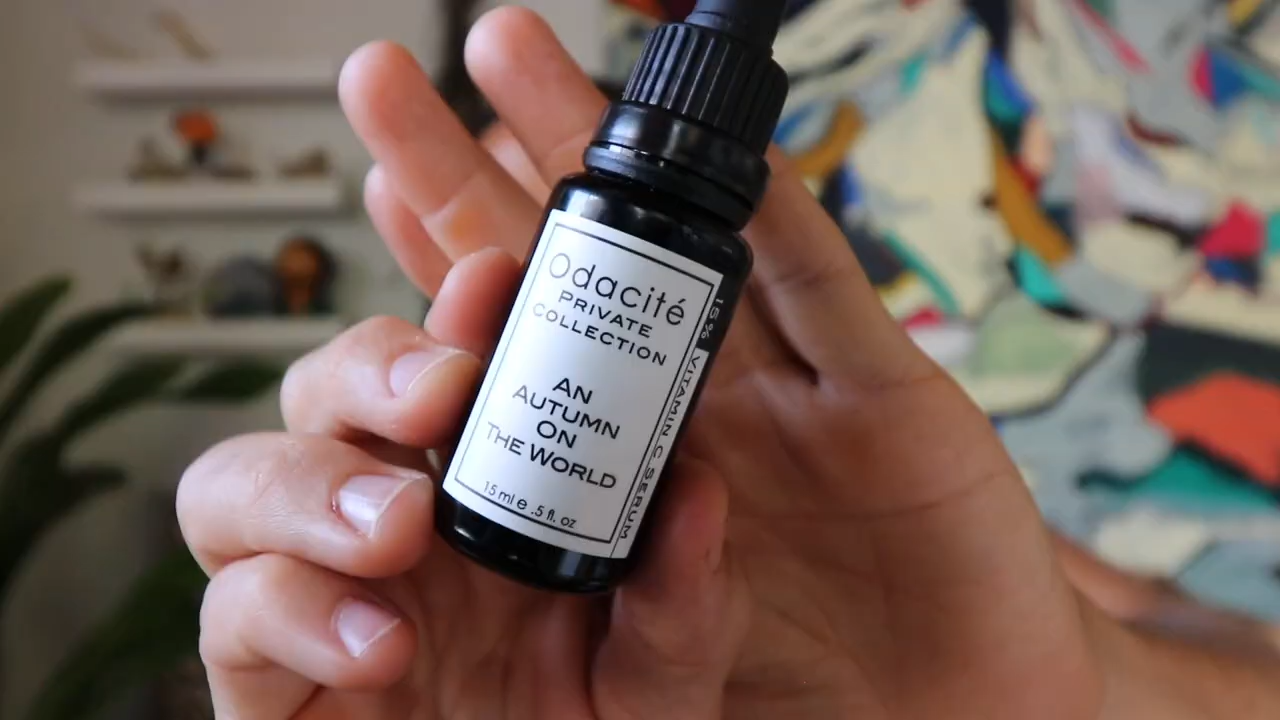 Odacité
PRIVATE
COLLECTION
AN
AUTUMN
ON
THE WORLD
15 ml e .5 fl. oz
15% VITAMIN C SERUM